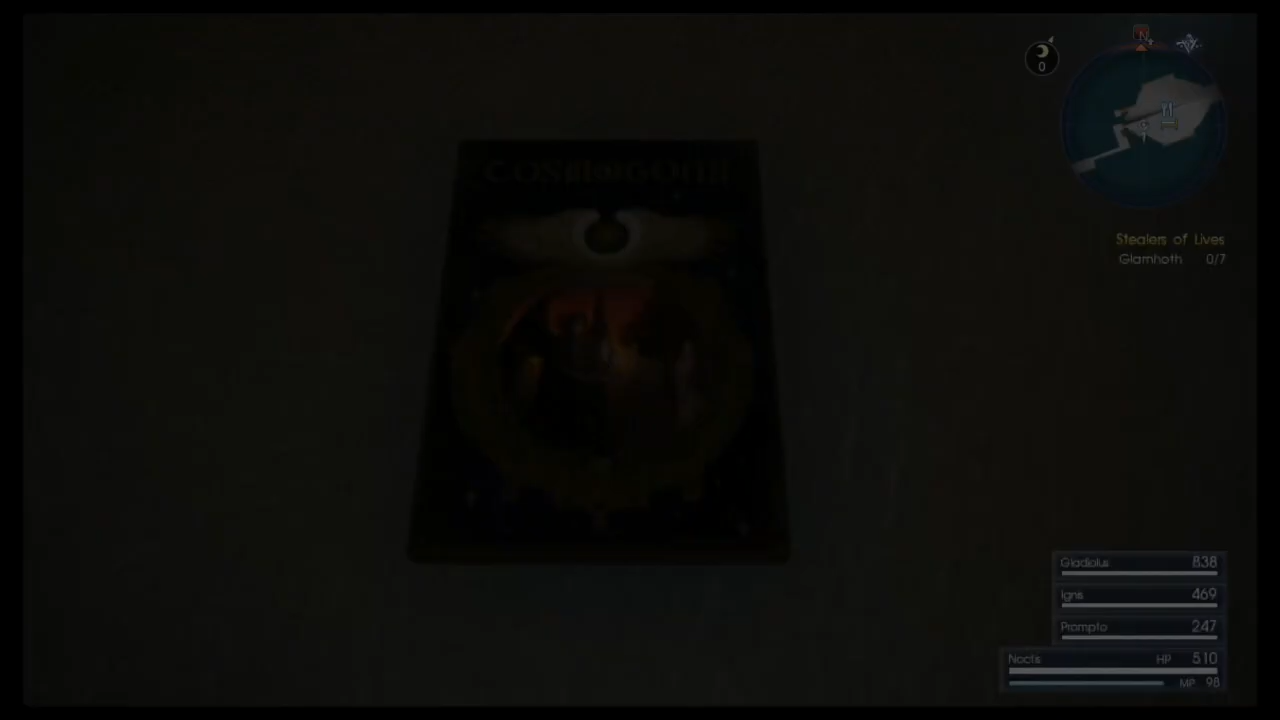 COSMOGONY
N
0
Stealers of Lives
Glamhoth 0/7
Gladiolus 838
Ignis 469
Prompto 247
Noctis HP 510
MP 98